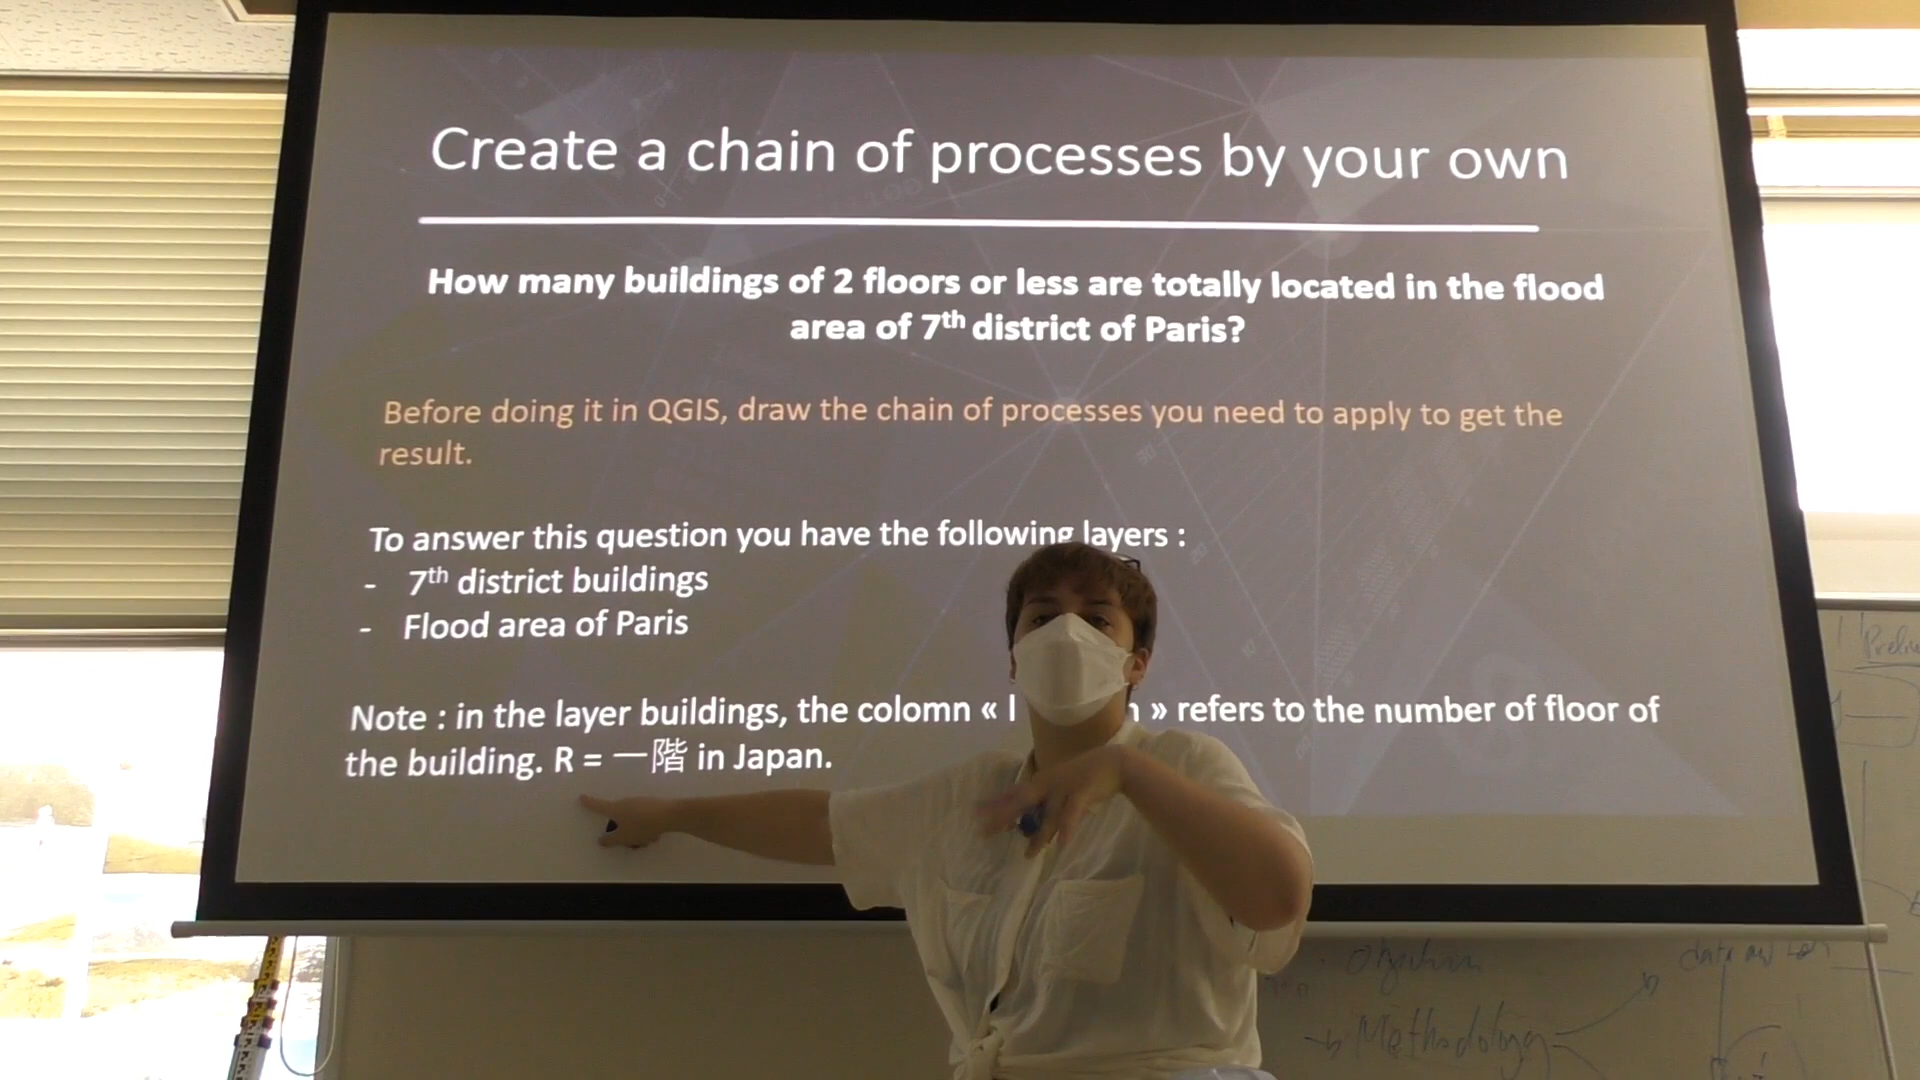 Create a chain of processes by your own
How many buildings of 2 floors or less are totally located in the flood
area of 7th district of Paris?
Before doing it in QGIS, draw the chain of processes you need to apply to get the
result.
To answer this question you have the following layers :
- 7th district buildings
- Flood area of Paris
Note : in the layer buildings, the colomn « » refers to the number of floor of
the building. R = 一階 in Japan.
Methodology